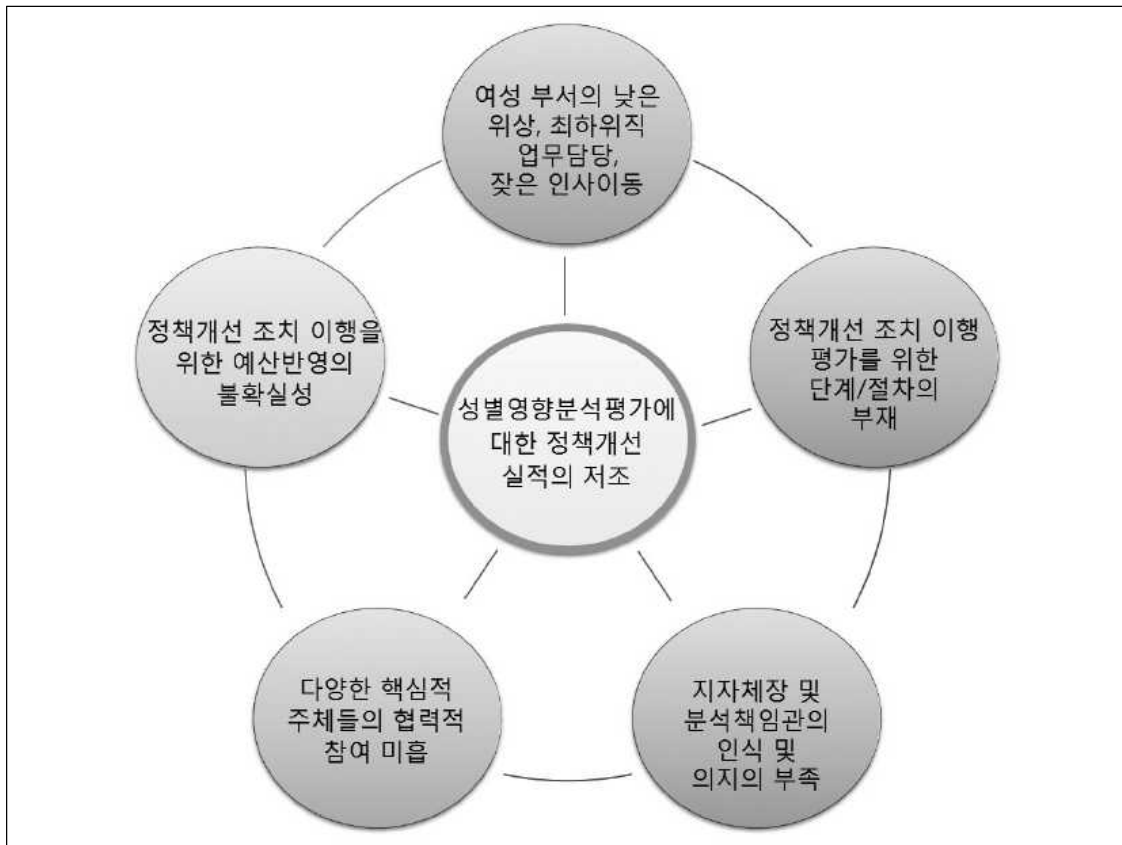 여성 부서의 낮은
위상, 최하위직
업무담당,
잦은 인사이동
정책개선 조치 이행을
위한 예산반영의
불확실성
정책개선 조치 이행
평가를 위한
단계/절차의
부재
성별영향분석평가에
대한 정책개선
실적의 저조
다양한 핵심적
주체들의 협력적
참여 미흡
지자체장 및
분석책임관의
인식 및
의지의 부족